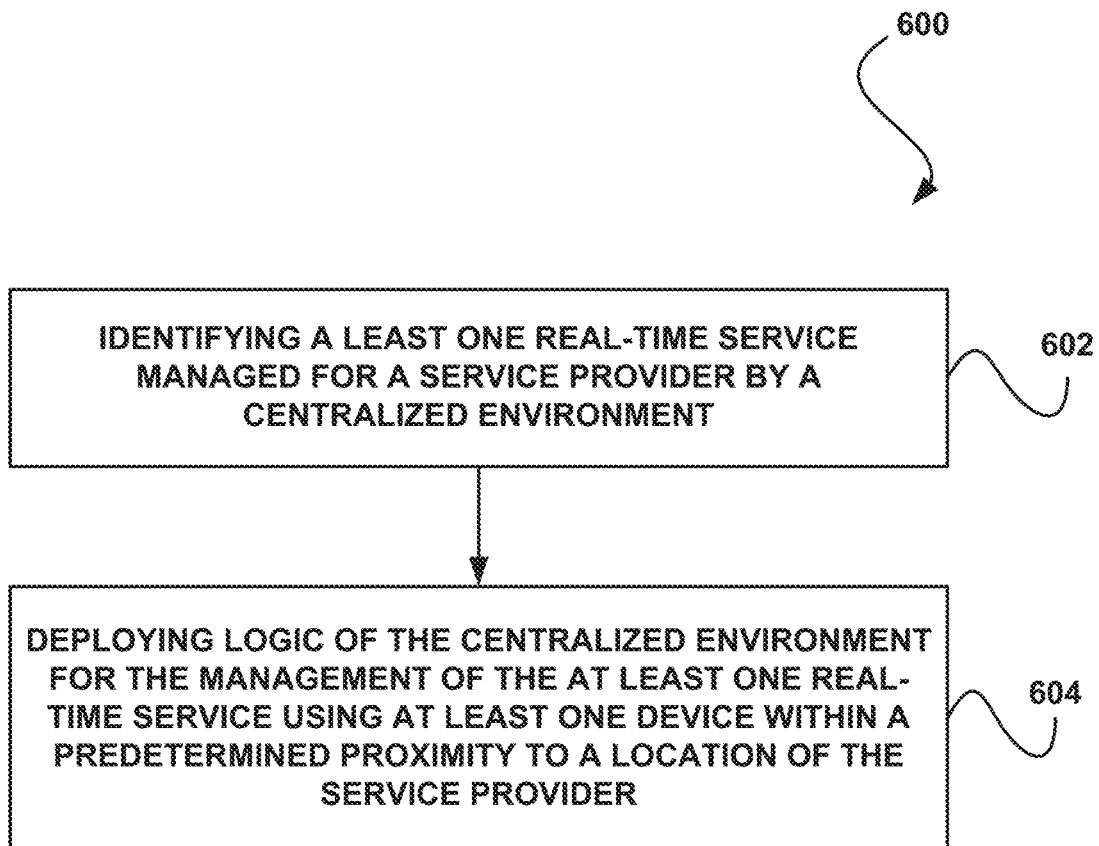 600
IDENTIFYING A LEAST ONE REAL-TIME SERVICE
MANAGED FOR A SERVICE PROVIDER BY A
CENTRALIZED ENVIRONMENT
602
DEPLOYING LOGIC OF THE CENTRALIZED ENVIRONMENT
FOR THE MANAGEMENT OF THE AT LEAST ONE REAL-
TIME SERVICE USING AT LEAST ONE DEVICE WITHIN A
PREDETERMINED PROXIMITY TO A LOCATION OF THE
SERVICE PROVIDER
604